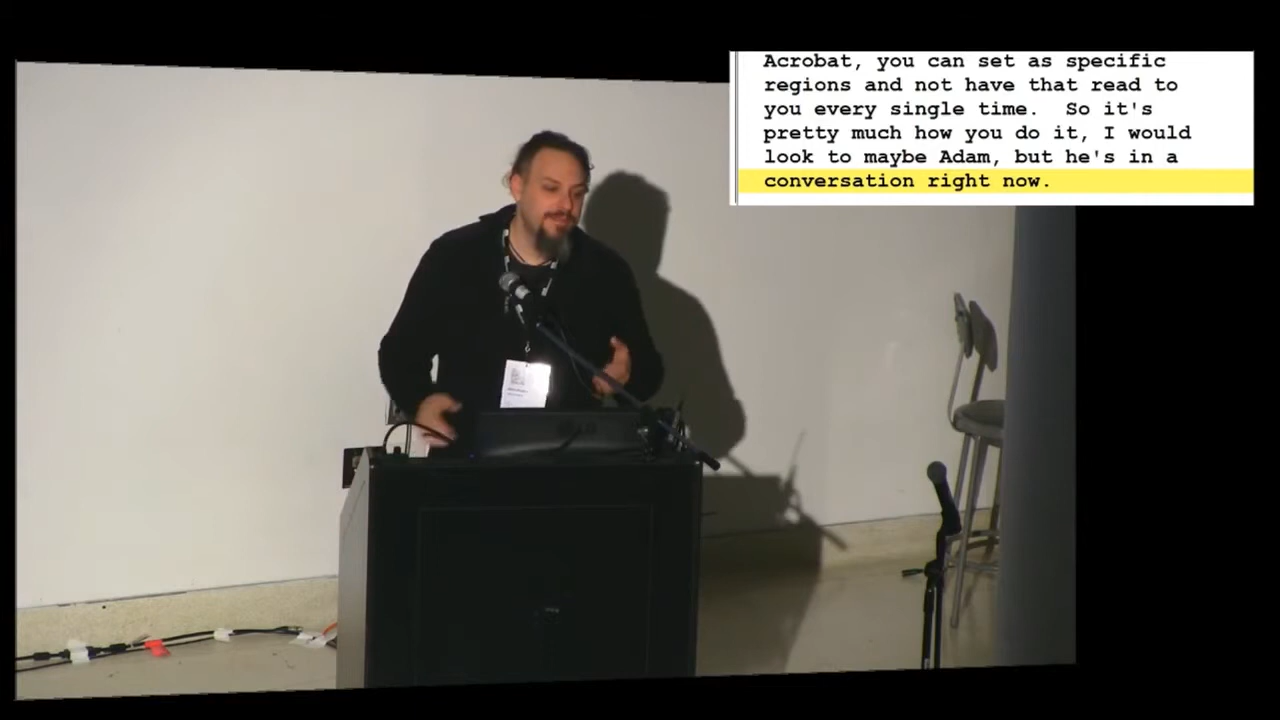 Acrobat, you can set as specific
regions and not have that read to
you every single time.  So it's
pretty much how you do it, I would
look to maybe Adam, but he's in a
conversation right now.